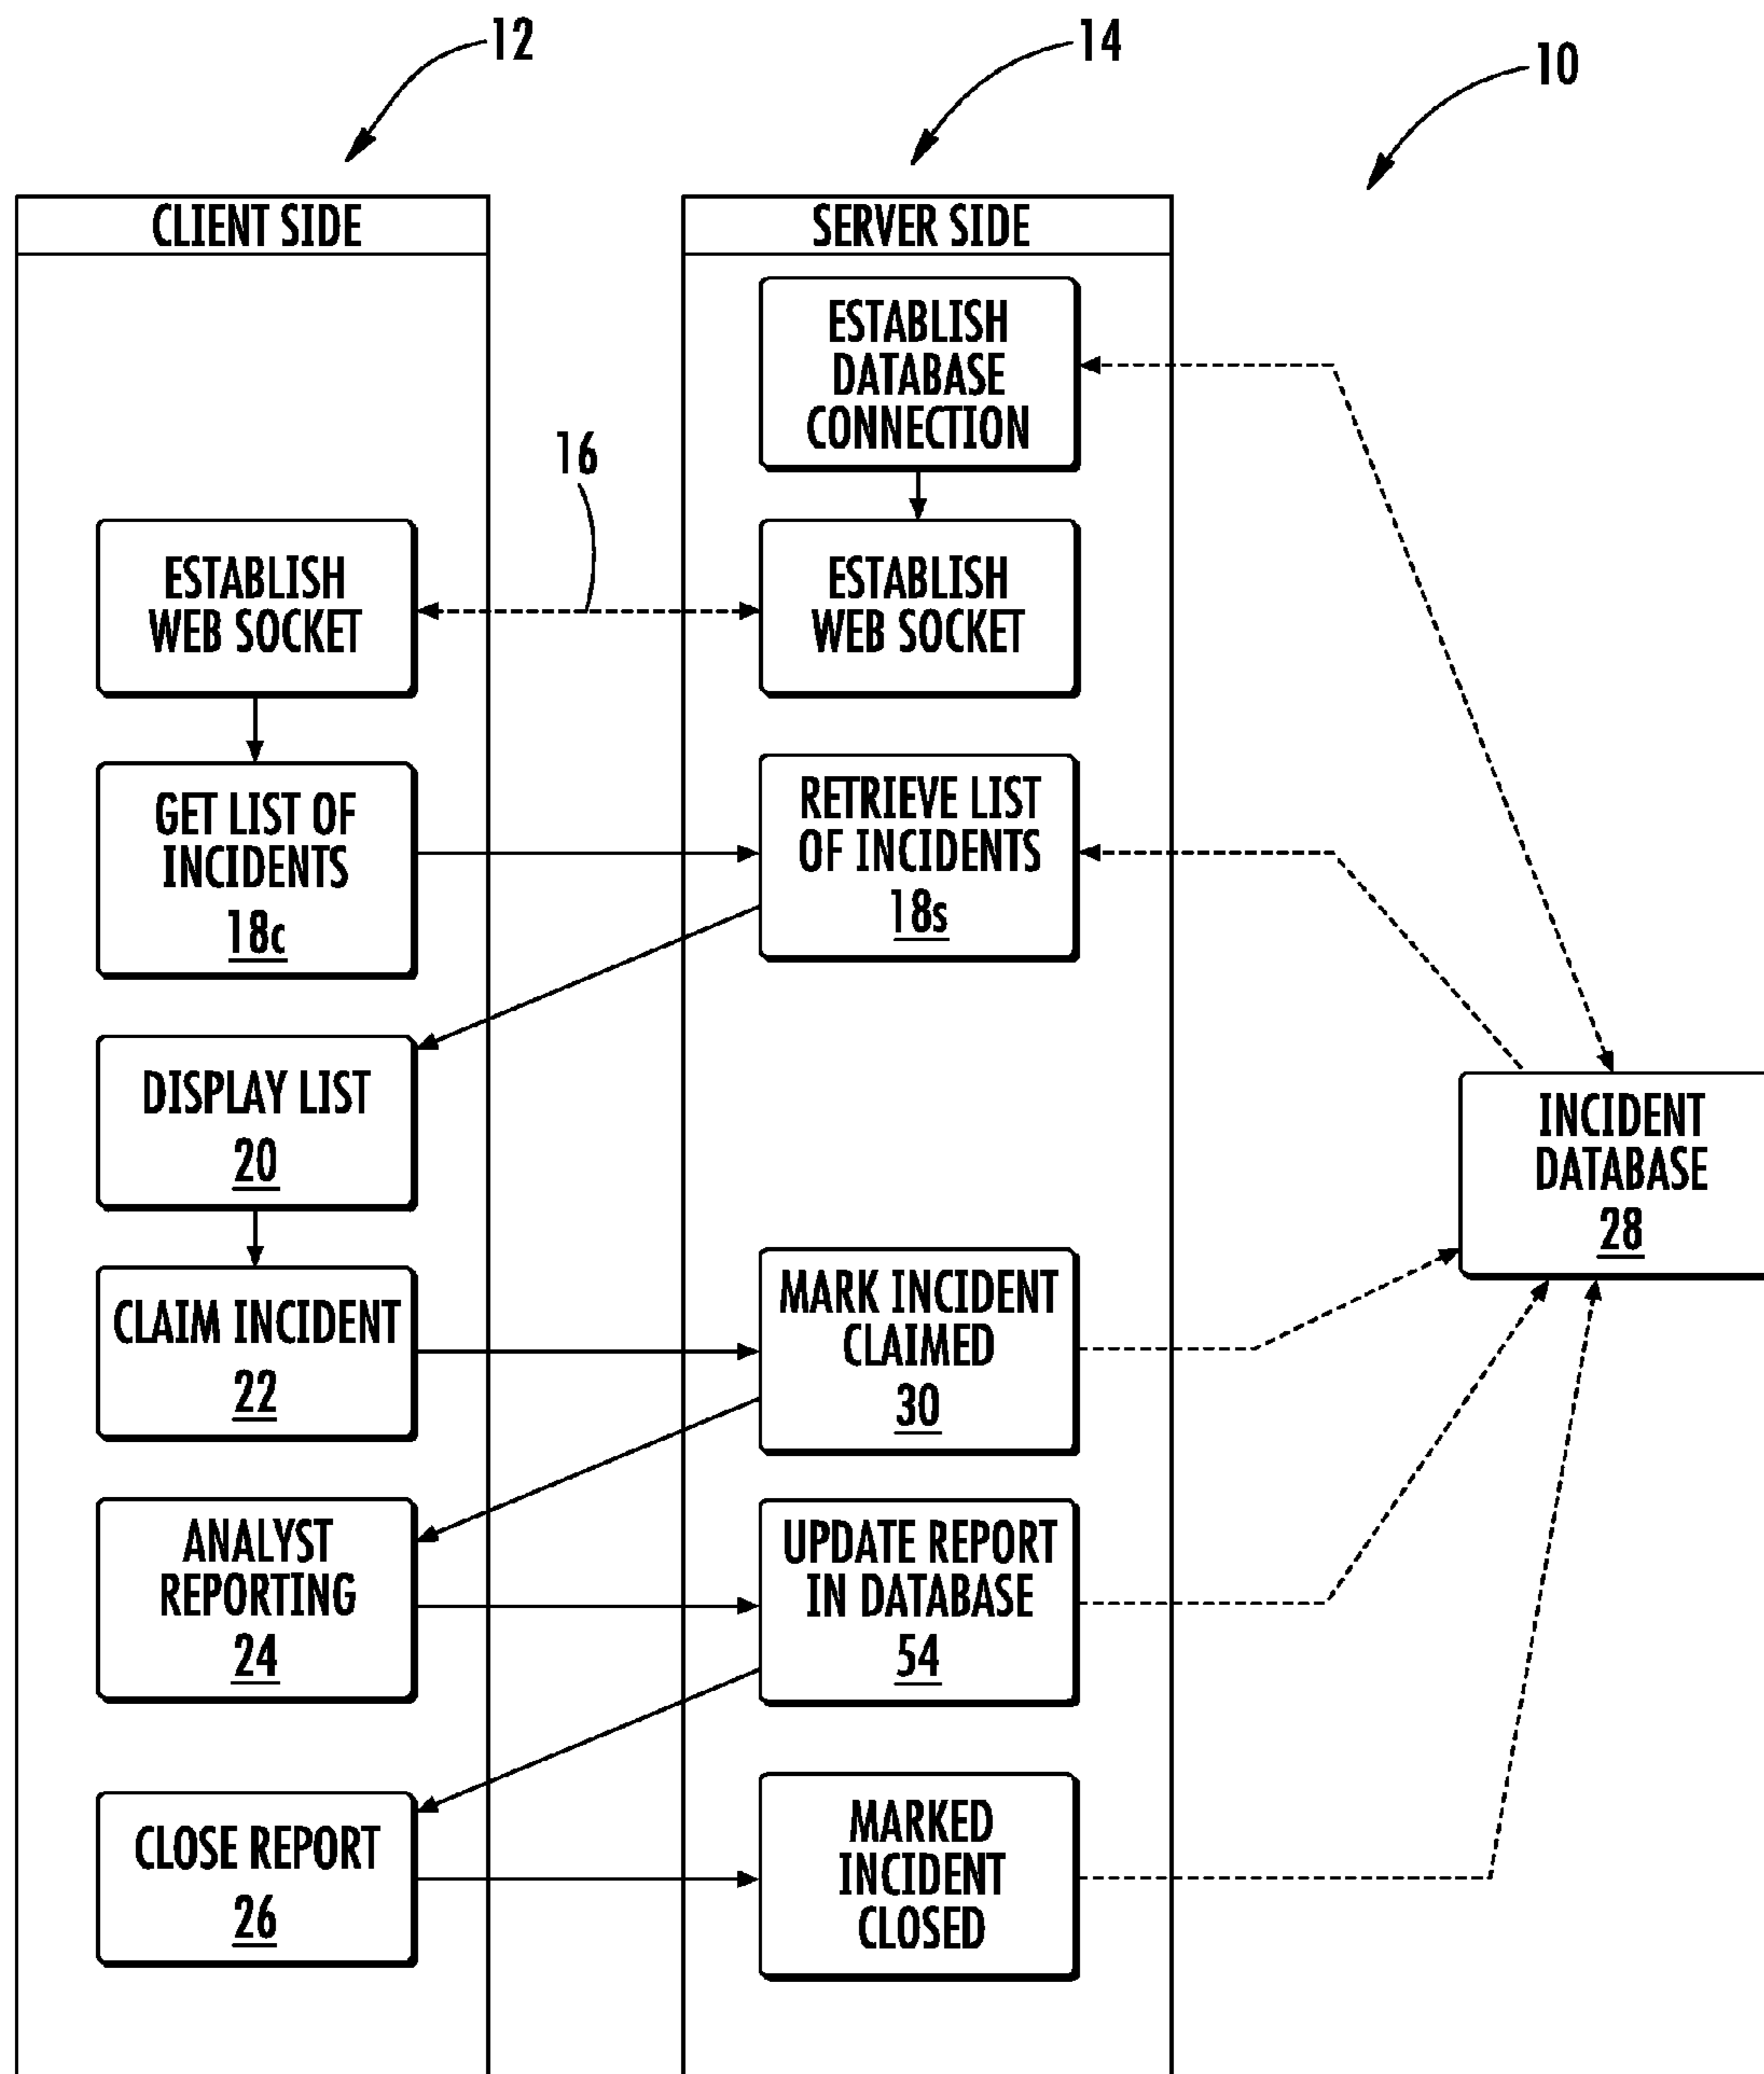 12
14
10
CLIENT SIDE
SERVER SIDE
ESTABLISH
DATABASE
CONNECTION
16
ESTABLISH
WEB SOCKET
ESTABLISH
WEB SOCKET
GET LIST OF
INCIDENTS
18c
RETRIEVE LIST
OF INCIDENTS
18s
DISPLAY LIST
20
INCIDENT
DATABASE
28
CLAIM INCIDENT
22
MARK INCIDENT
CLAIMED
30
ANALYST
REPORTING
24
UPDATE REPORT
IN DATABASE
54
CLOSE REPORT
26
MARKED
INCIDENT
CLOSED